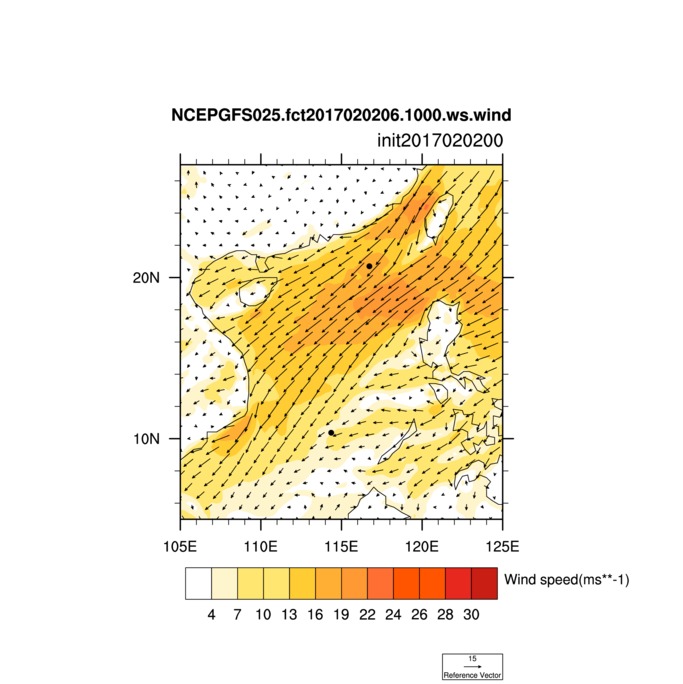 NCEPGFS025.fct2017020206.1000.ws.wind
init2017020200
20N
10N
105E 110E 115E 120E 125E
Wind speed(ms**-1)
4 7 10 13 16 19 22 24 26 28 30
15
Reference Vector